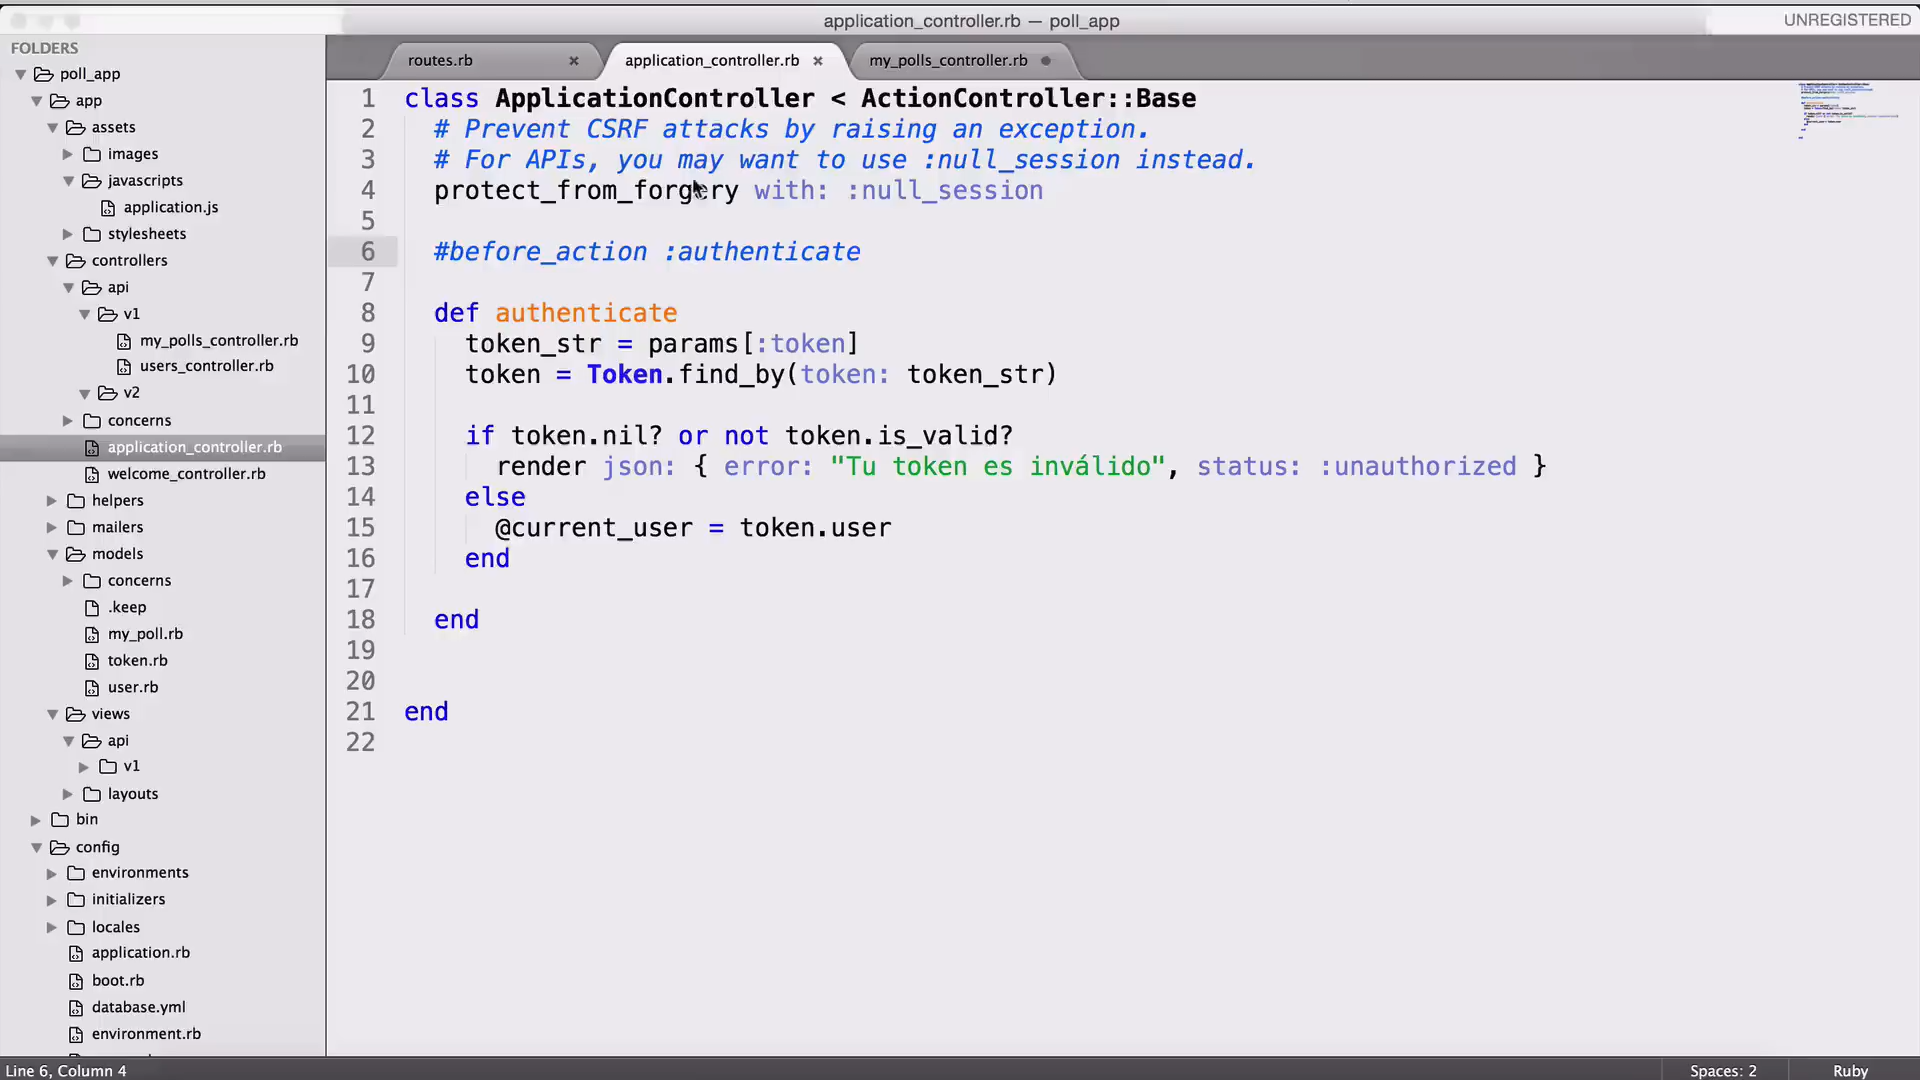 application_controller.rb — poll_app
UNREGISTERED
FOLDERS
poll_app
app
assets
images
javascripts
application.js
stylesheets
controllers
api
v1
my_polls_controller.rb
users_controller.rb
v2
concerns
application_controller.rb
welcome_controller.rb
helpers
mailers
models
concerns
.keep
my_poll.rb
token.rb
user.rb
views
api
v1
layouts
bin
config
environments
initializers
locales
application.rb
boot.rb
database.yml
environment.rb
routes.rb
application_controller.rb
my_polls_controller.rb
1 class ApplicationController < ActionController::Base
2 # Prevent CSRF attacks by raising an exception.
3 # For APIs, you may want to use :null_session instead.
4 protect_from_forgery with: :null_session
5
6 #before_action :authenticate
7
8 def authenticate
9 token_str = params[:token]
10 token = Token.find_by(token: token_str)
11
12 if token.nil? or not token.is_valid?
13 render json: { error: "Tu token es inválido", status: :unauthorized }
14 else
15 @current_user = token.user
16 end
17
18 end
19
20
21 end
22
Line 6, Column 4
Spaces: 2
Ruby